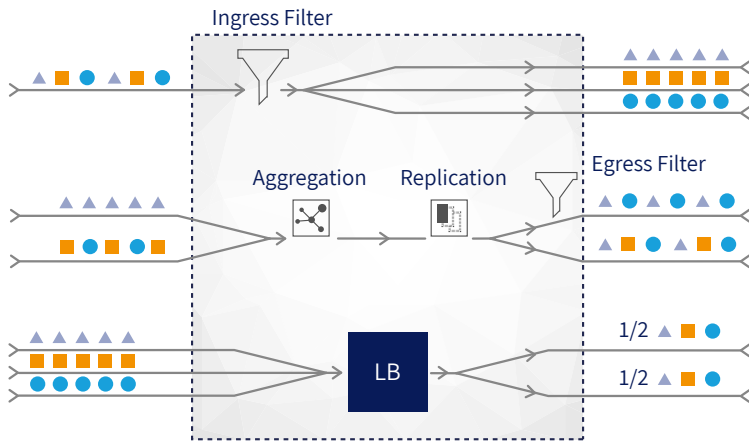 Ingress Filter
Aggregation
Replication
Egress Filter
LB
1/2
1/2